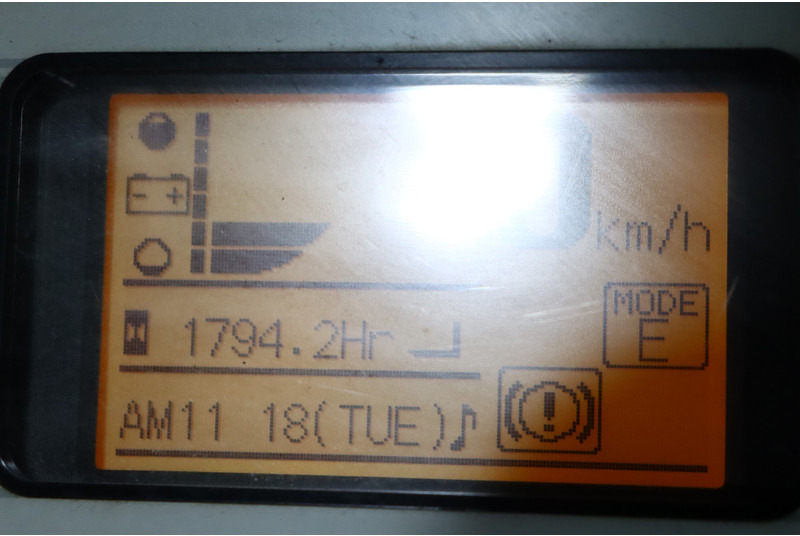 km/h
MODE
E
1794.2Hr
AM11 18(TUE)